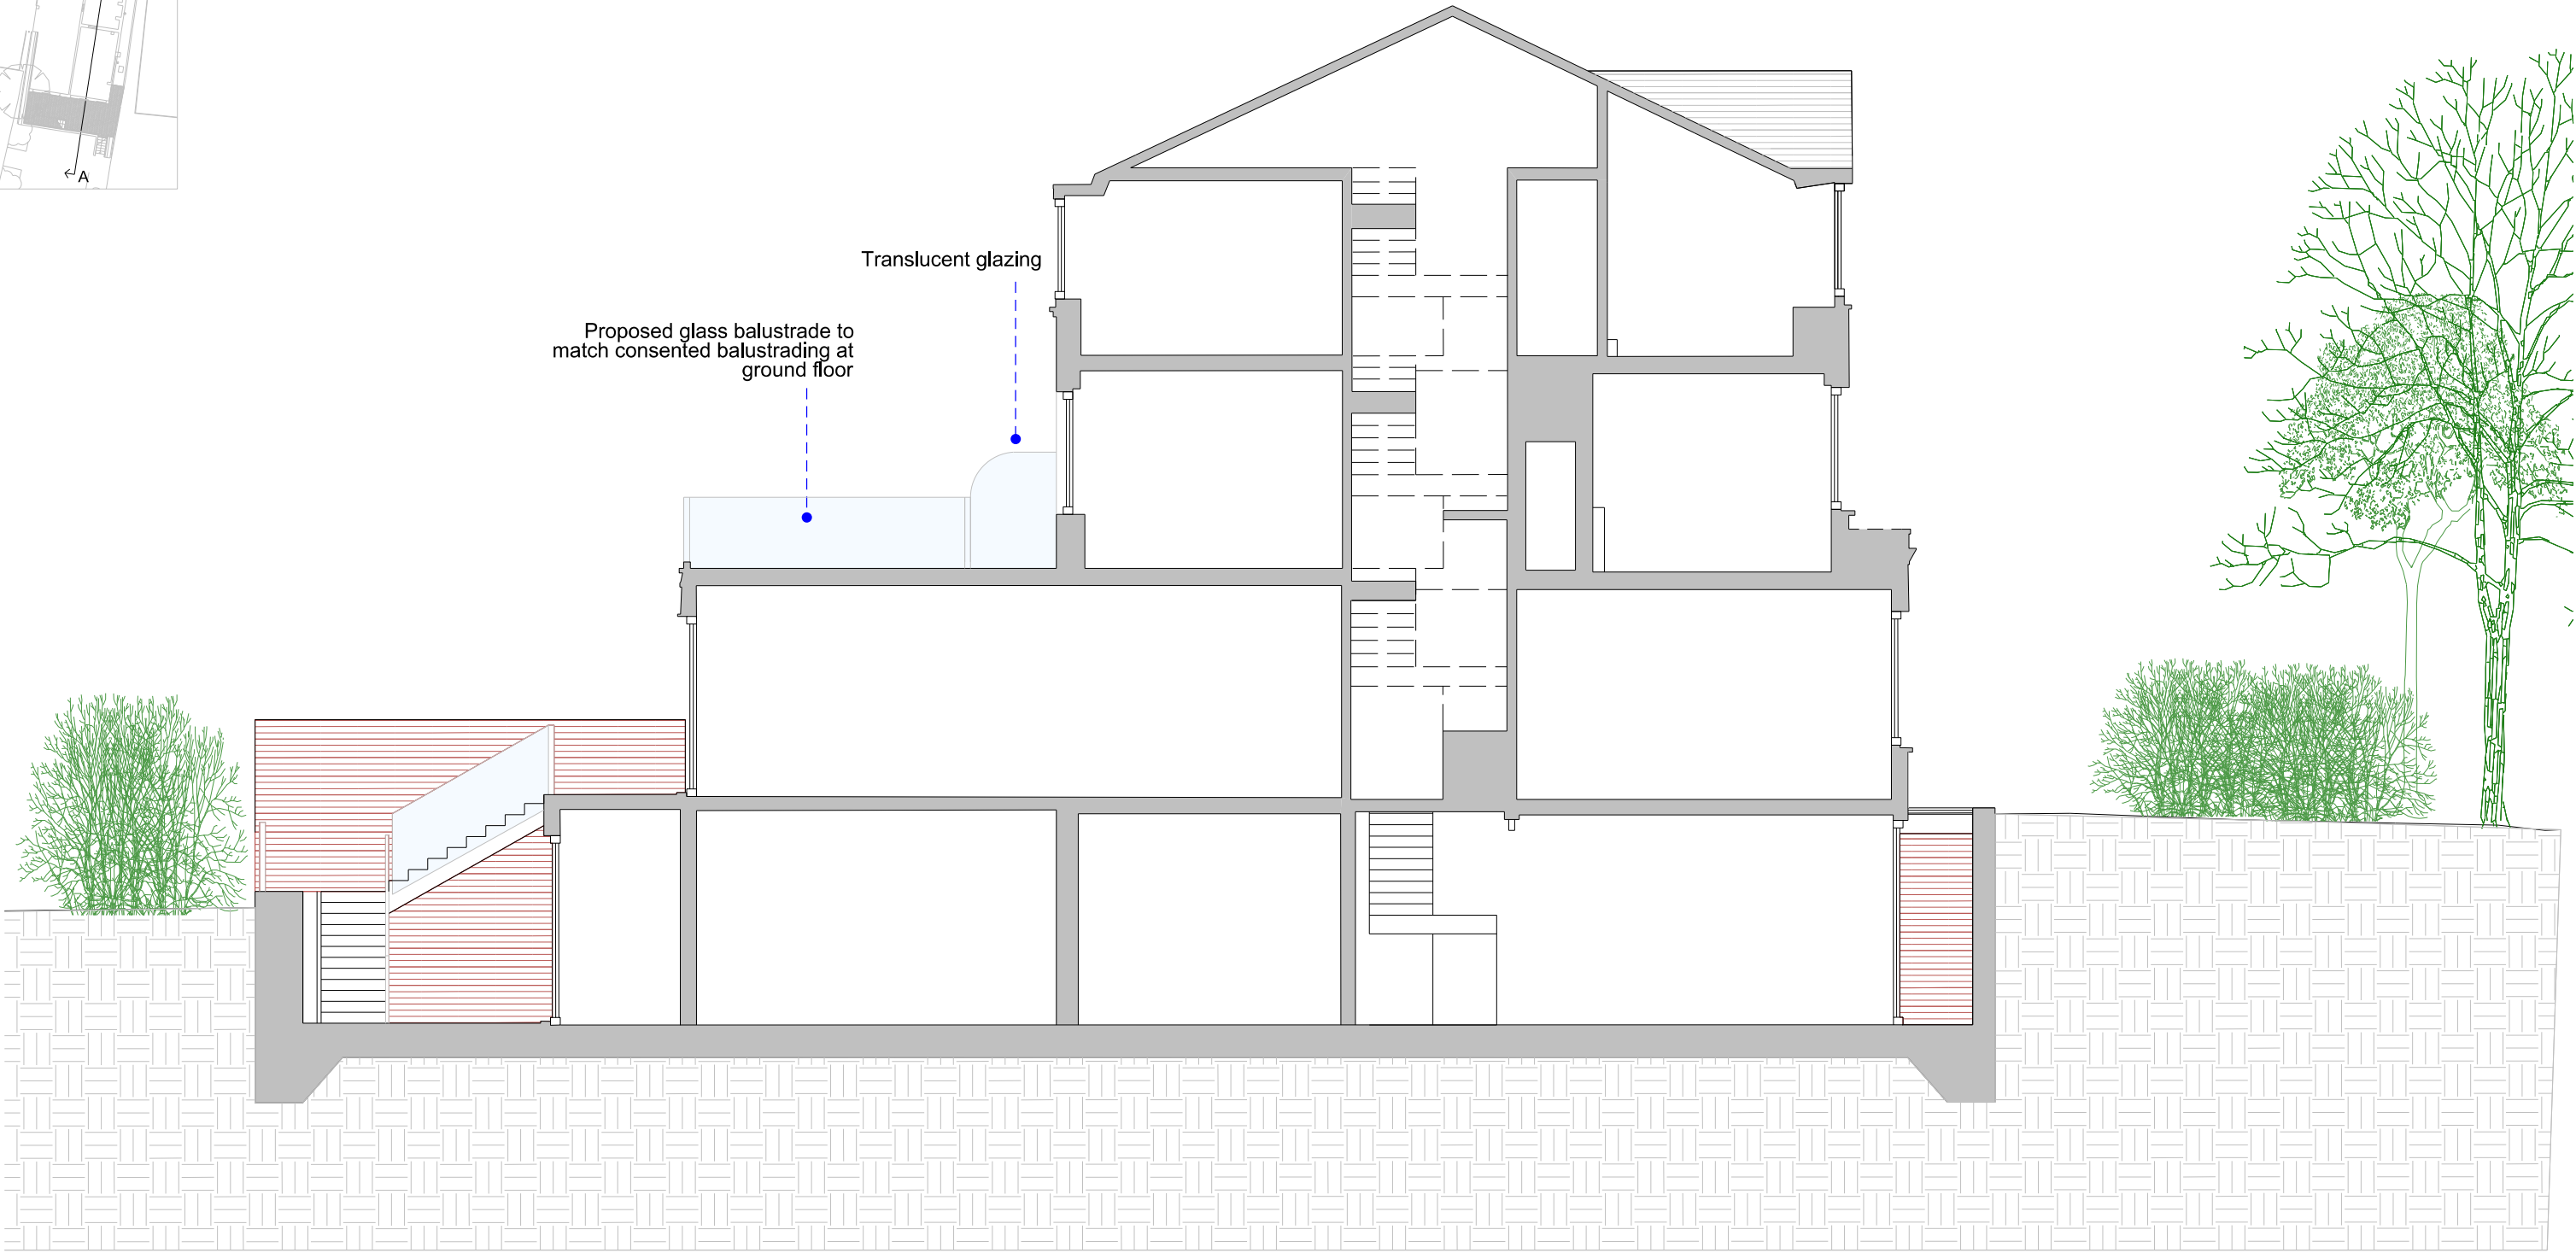 A
Translucent glazing
Proposed glass balustrade to
match consented balustrading at
ground floor